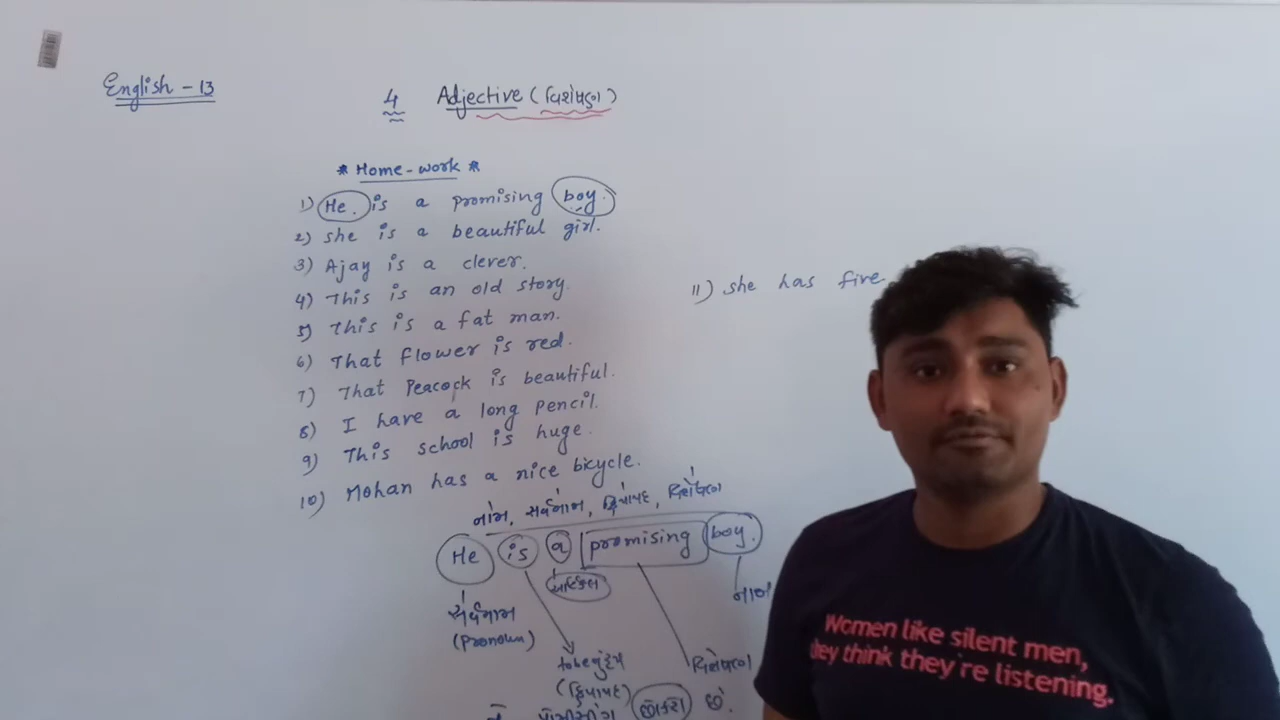 English - 13
4 Adjective (વિશેષણ)
* Home-work *
1) He is a promising boy.
2) She is a beautiful girl.
3) Ajay is a clever.
4) This is an old story.
5) This is a fat man.
6) That flower is red.
7) That Peacock is beautiful.
8) I have a long pencil.
9) This school is huge.
10) Mohan has a nice bicycle.
11) She has five
નામ, સર્વનામ, ક્રિયાપદ, વિશેષણ
He is a promising boy.
આર્ટિકલ
નામ
સર્વનામ
(Pronoun)
tobeનું રૂપ
(ક્રિયાપદ)
વિશેષણ
છોકરો છે.
Women like silent men,
they think they're listening.